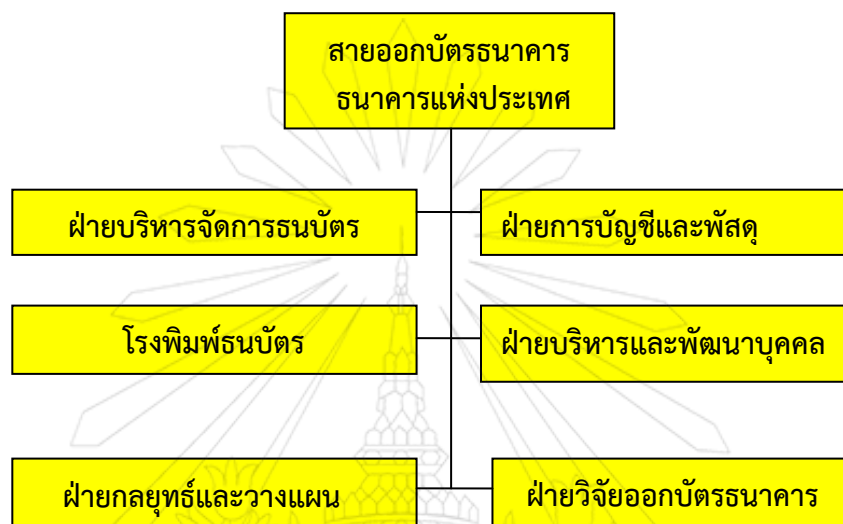 สายออกบัตรธนาคาร
ธนาคารแห่งประเทศ
ฝ่ายบริหารจัดการธนบัตร
ฝ่ายการบัญชีและพัสดุ
โรงพิมพ์ธนบัตร
ฝ่ายบริหารและพัฒนาบุคคล
ฝ่ายกลยุทธ์และวางแผน
ฝ่ายวิจัยออกบัตรธนาคาร